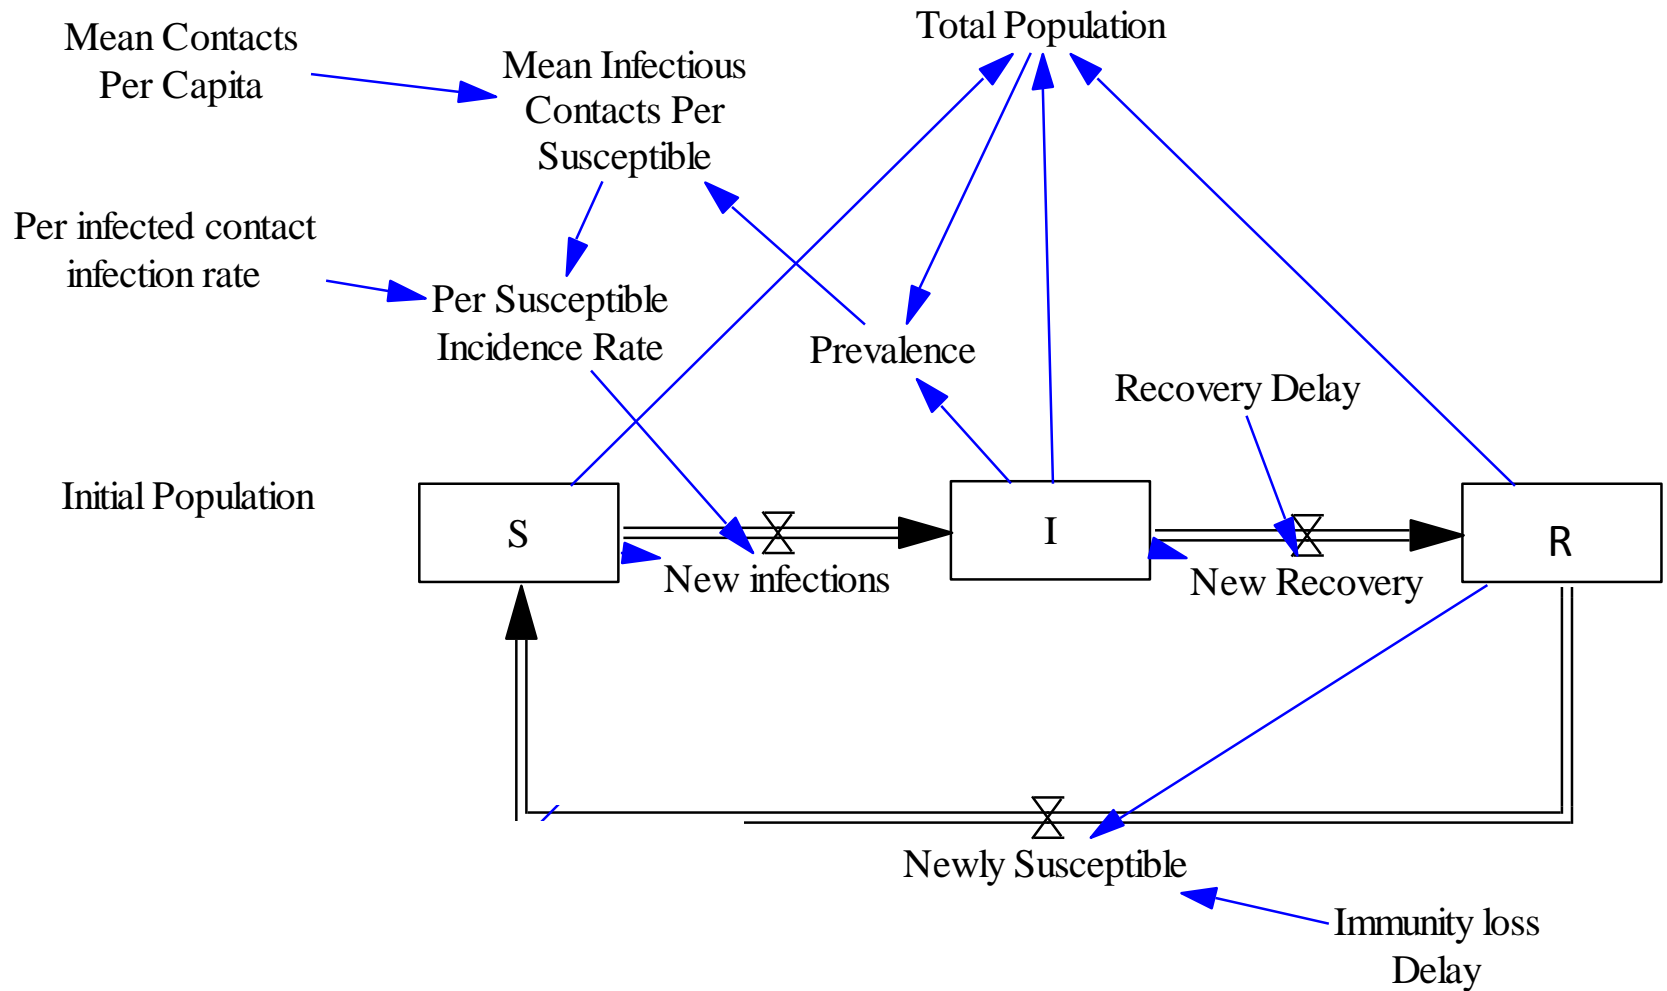 Total Population
Mean Contacts
Per Capita
Mean Infectious
Contacts Per
Susceptible
Per infected contact
infection rate
Per Susceptible
Incidence Rate
Prevalence
Recovery Delay
Initial Population
S
I
R
New infections
New Recovery
Newly Susceptible
Immunity loss
Delay